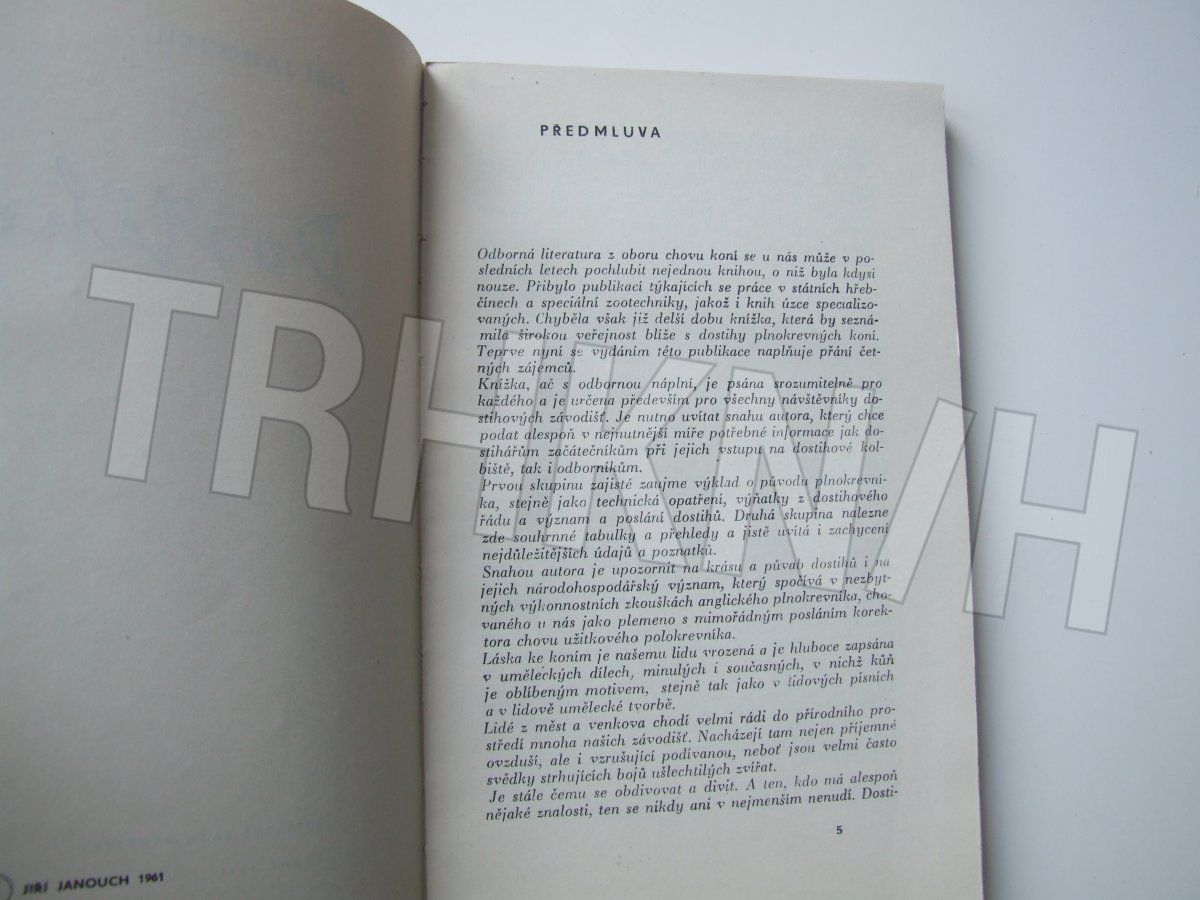 JIŘÍ JANOUCH 1961
PŘEDMLUVA
Odborná literatura z oboru chovu koní se u nás může v po-
sledních letech pochlubit nejednou knihou, o niž byla kdysi
nouze. Přibylo publikací týkajících se práce v státních hřeb-
čínech a speciální zootechniky, jakož i knih úzce specializo-
vaných. Chyběla však již delší dobu knížka, která by sezná-
mila širokou veřejnost blíže s dostihy plnokrevných koní.
Teprve nyní se vydáním této publikace naplňuje přání čet-
ných zájemců.
Knížka, ač s odbornou náplní, je psána srozumitelně pro
každého a je určena především pro všechny návštěvníky do-
stihových závodišť. Je nutno uvítat snahu autora, který chce
podat alespoň v nejnutnější míře potřebné informace jak do-
stihářům začátečníkům při jejich vstupu na dostihové kol-
biště, tak i odborníkům.
Prvou skupinu zajisté zaujme výklad o původu plnokrevní-
ka, stejně jako technická opatření, výňatky z dostihového
řádu a význam a poslání dostihů. Druhá skupina nalezne
zde souhrnné tabulky a přehledy a jistě uvítá i zachycení
nejdůležitějších údajů a poznatků.
Snahou autora je upozornit na krásu a půvab dostihů i na
jejich národohospodářský význam, který spočívá v nezbyt-
ných výkonnostních zkouškách anglického plnokrevníka, cho-
vaného u nás jako plemeno s mimořádným posláním korek-
tora chovu užitkového polokrevníka.
Láska ke koním je našemu lidu vrozená a je hluboce zapsána
v uměleckých dílech, minulých i současných, v nichž kůň
je oblíbeným motivem, stejně tak jako v lidových písních
a v lidově umělecké tvorbě.
Lidé z měst a venkova chodí velmi rádi do přírodního pro-
středí mnoha našich závodišť. Nacházejí tam nejen příjemné
ovzduší, ale i vzrušující podívanou, neboť jsou velmi často
svědky strhujících bojů ušlechtilých zvířat.
Je stále čemu se obdivovat a divit. A ten, kdo má alespoň
nějaké znalosti, ten se nikdy ani v nejmenším nenudí. Dosti-
5
TRHKNIH